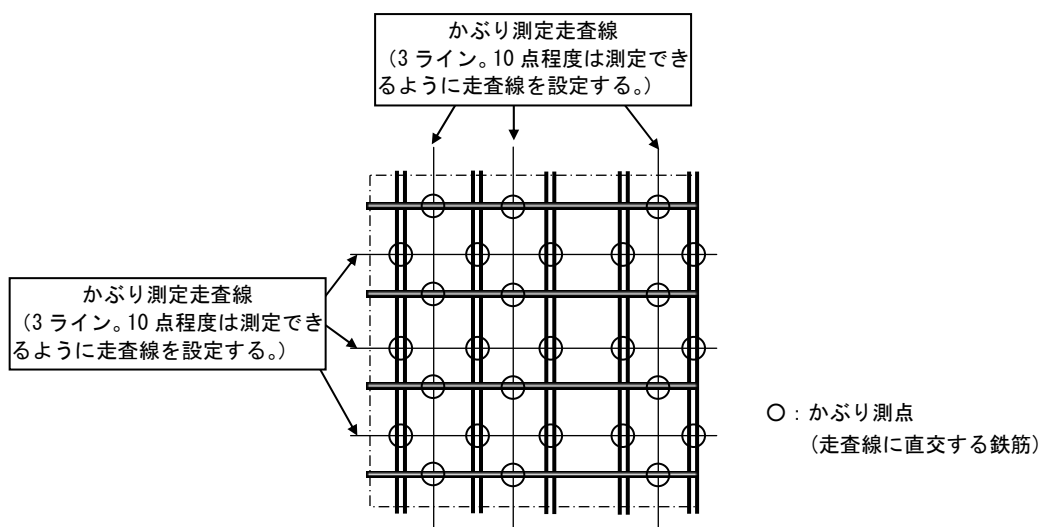 かぶり測定走査線
(3 ライン。10 点程度は測定でき
るように走査線を設定する。)
かぶり測定走査線
(3 ライン。10 点程度は測定でき
るように走査線を設定する。)
○：かぶり測点
(走査線に直交する鉄筋)